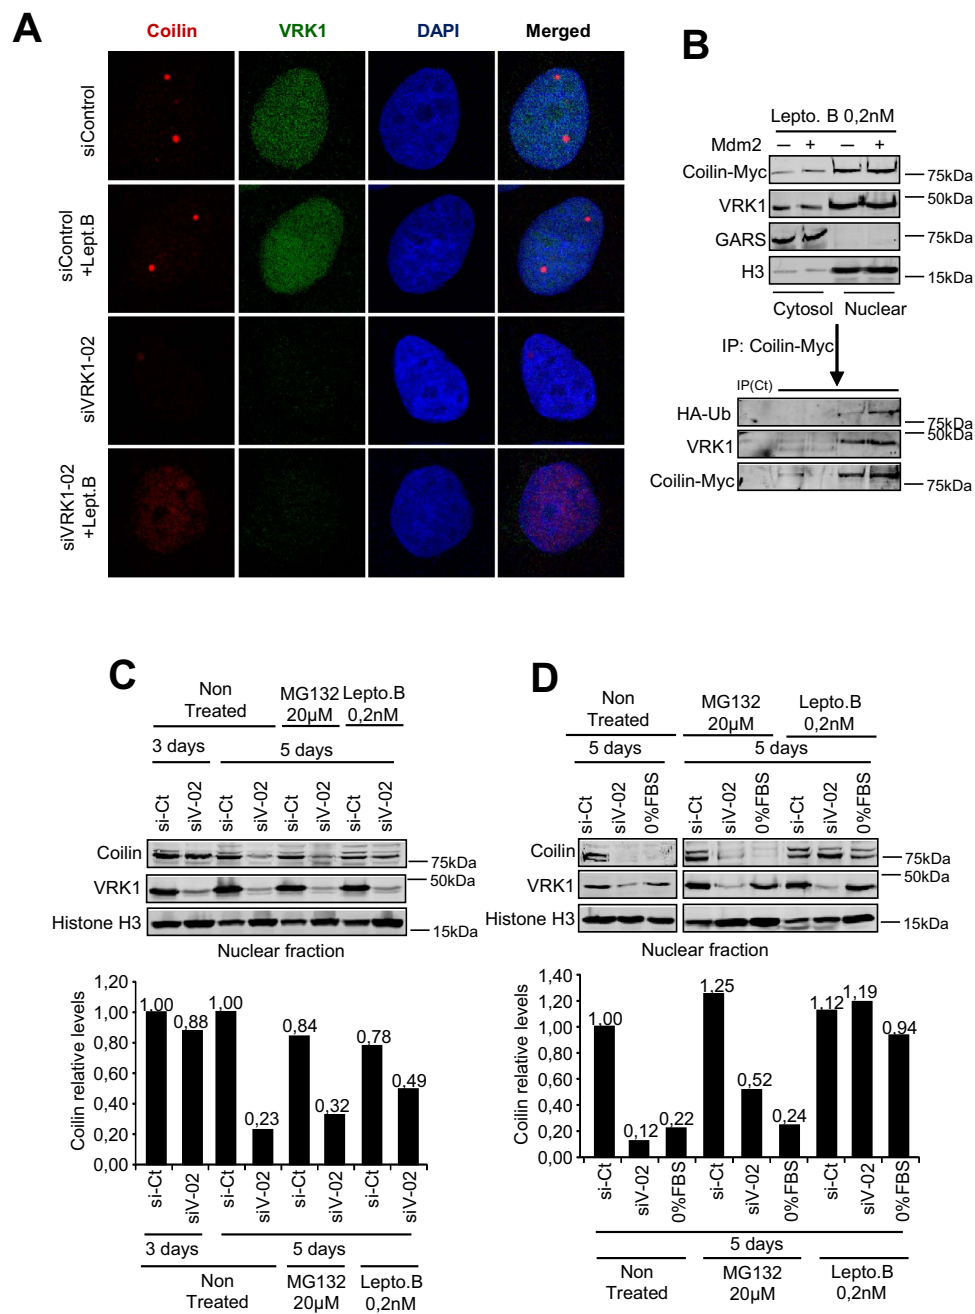 A
Coilin VRK1 DAPI Merged
siControl
siControl
+Lept.B
siVRK1-02
siVRK1-02
+Lept.B
B
Lepto. B 0,2nM
Mdm2 — + — +
Coilin-Myc 75kDa
VRK1 50kDa
GARS 75kDa
H3 15kDa
Cytosol Nuclear
IP: Coilin-Myc
IP(Ct)
HA-Ub 75kDa
VRK1 50kDa
Coilin-Myc 75kDa
C
Non
Treated
MG132
20µM
Lepto.B
0,2nM
3 days 5 days
si-Ct siV-02 si-Ct siV-02 si-Ct siV-02 si-Ct siV-02
Coilin 75kDa
VRK1 50kDa
Histone H3 15kDa
Nuclear fraction
Coilin relative levels
1,20
1,00
0,80
0,60
0,40
0,20
0,00
1,00 0,88 1,00 0,23 0,84 0,32 0,78 0,49
si-Ct siV-02 si-Ct siV-02 si-Ct siV-02 si-Ct siV-02
3 days 5 days
Non
Treated
MG132
20µM
Lepto.B
0,2nM
D
Non
Treated
MG132
20µM
Lepto.B
0,2nM
5 days 5 days
si-Ct siV-02 0%FBS si-Ct siV-02 0%FBS si-Ct siV-02 0%FBS
Coilin 75kDa
VRK1 50kDa
Histone H3 15kDa
Nuclear fraction
Coilin relative levels
1,40
1,20
1,00
0,80
0,60
0,40
0,20
0,00
1,00 0,12 0,22 1,25 0,52 0,24 1,12 1,19 0,94
si-Ct siV-02 0%FBS si-Ct siV-02 0%FBS si-Ct siV-02 0%FBS
5 days
Non
Treated
MG132
20µM
Lepto.B
0,2nM